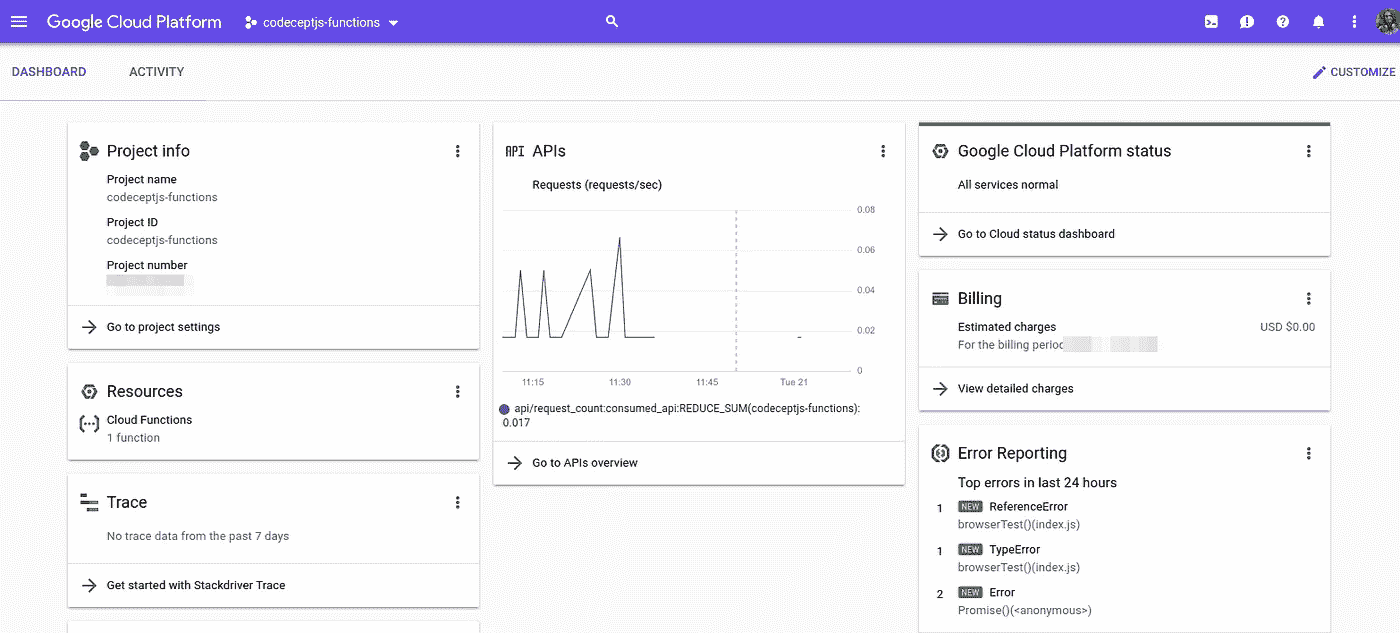 Google Cloud Platform
codeceptjs-functions
DASHBOARD
ACTIVITY
CUSTOMIZE
Project info
Project name
codeceptjs-functions
Project ID
codeceptjs-functions
Project number
Go to project settings
Resources
Cloud Functions
1 function
Trace
No trace data from the past 7 days
Get started with Stackdriver Trace
API APIs
Requests (requests/sec)
0.08
0.06
0.04
0.02
0
11:15
11:30
11:45
Tue 21
api/request_count:consumed_api:REDUCE_SUM(codeceptjs-functions):
0.017
Go to APIs overview
Google Cloud Platform status
All services normal
Go to Cloud status dashboard
Billing
Estimated charges
USD $0.00
For the billing period
View detailed charges
Error Reporting
Top errors in last 24 hours
1 NEW ReferenceError
browserTest()(index.js)
1 NEW TypeError
browserTest()(index.js)
2 NEW Error
Promise()(<anonymous>)